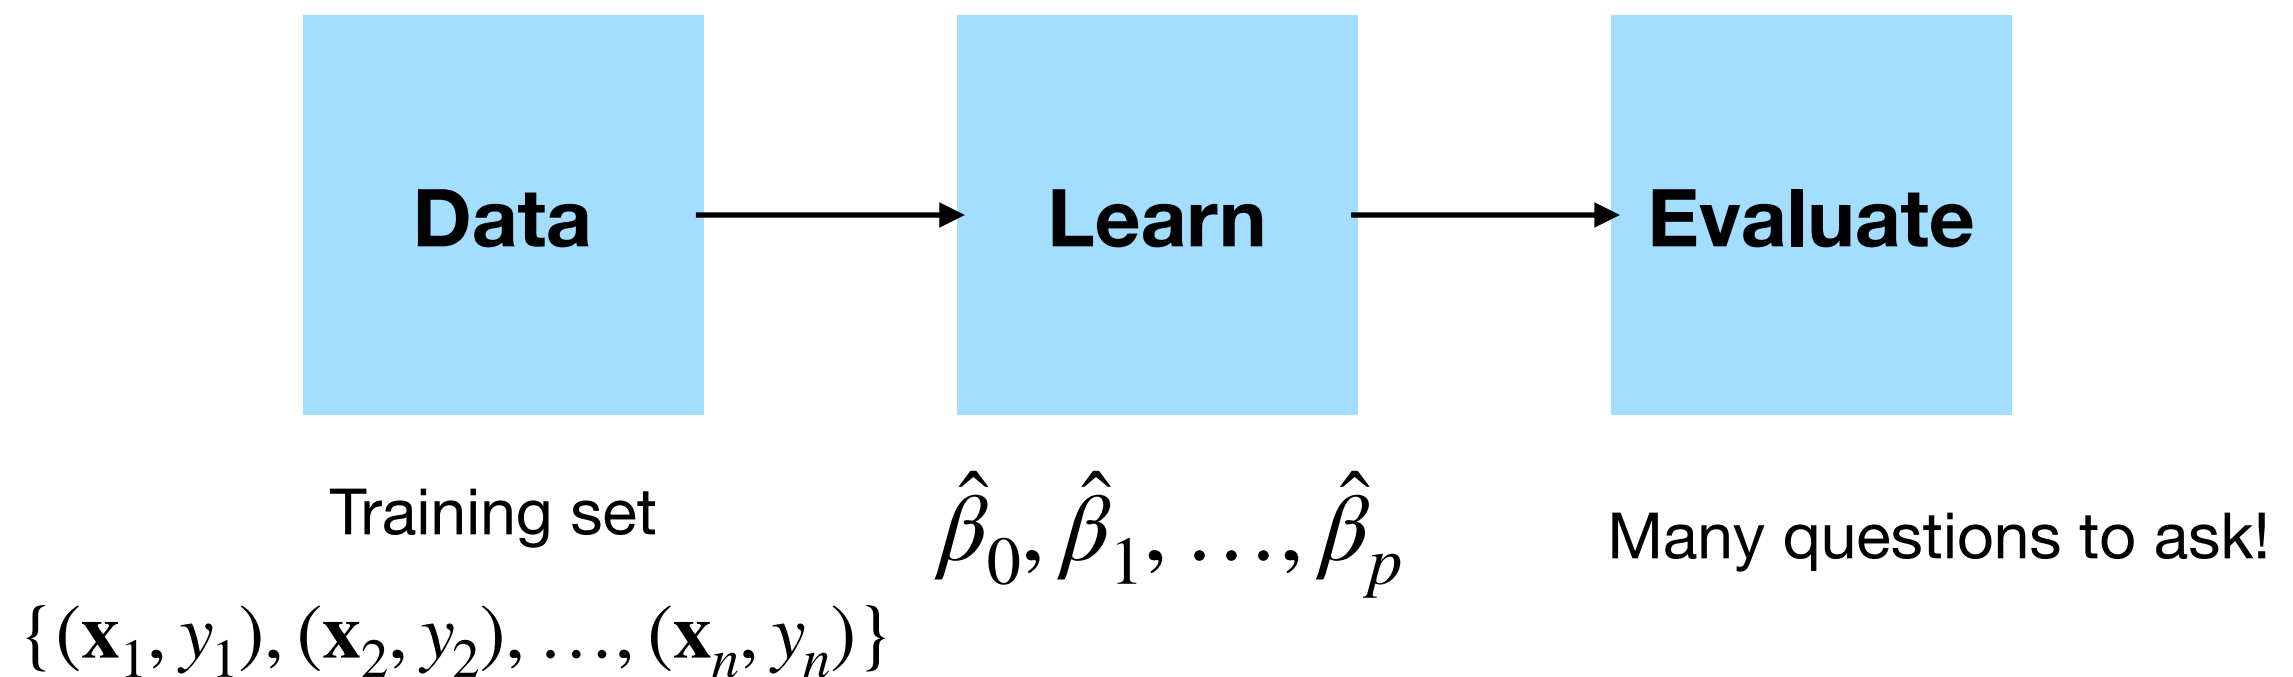 Data
Learn
Evaluate
Training set
{(𝐱₁, y₁), (𝐱₂, y₂), …, (𝐱ₙ, yₙ)}
β̂₀, β̂₁, …, β̂ₚ
Many questions to ask!